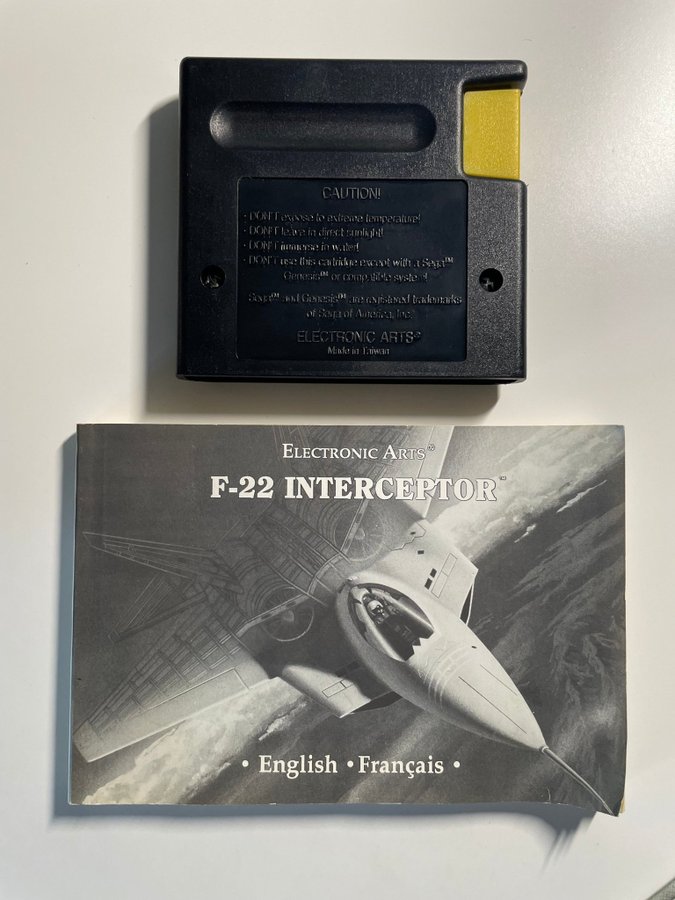 CAUTION!
· DON'T expose to extreme temperature!
· DON'T leave in direct sunlight!
· DON'T immerse in water!
· DON'T use this cartridge except with a Sega™
Genesis™ or compatible system!
Sega™ and Genesis™ are registered trademarks
of Sega of America, Inc.
ELECTRONIC ARTS®
Made in Taiwan
ELECTRONIC ARTS®
F-22 INTERCEPTOR™
• English • Français •